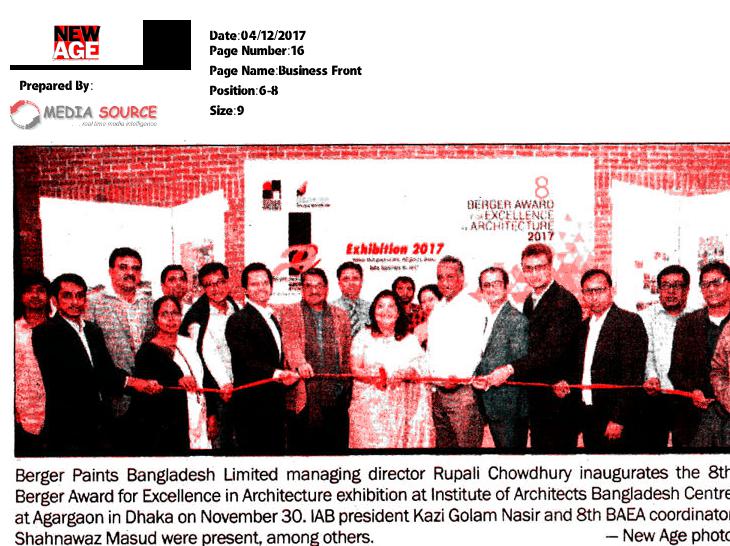 NEW
AGE
Prepared By:
MEDIA SOURCE
real time media intelligence
Date:04/12/2017
Page Number:16
Page Name:Business Front
Position:6-8
Size:9
8
BERGER AWARD
FOR EXCELLENCE
IN ARCHITECTURE
2017
Exhibition 2017
Berger Paints Bangladesh Limited managing director Rupali Chowdhury inaugurates the 8th
Berger Award for Excellence in Architecture exhibition at Institute of Architects Bangladesh Centre
at Agargaon in Dhaka on November 30. IAB president Kazi Golam Nasir and 8th BAEA coordinator
Shahnawaz Masud were present, among others. — New Age photo